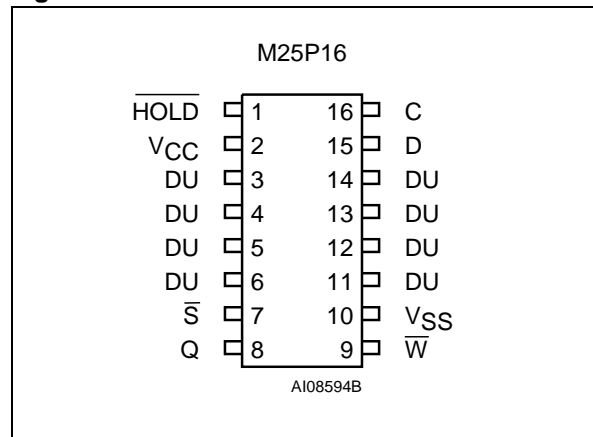 M25P16
HOLD 1 16 C
VCC 2 15 D
DU 3 14 DU
DU 4 13 DU
DU 5 12 DU
DU 6 11 DU
S 7 10 VSS
Q 8 9 W
AI08594B